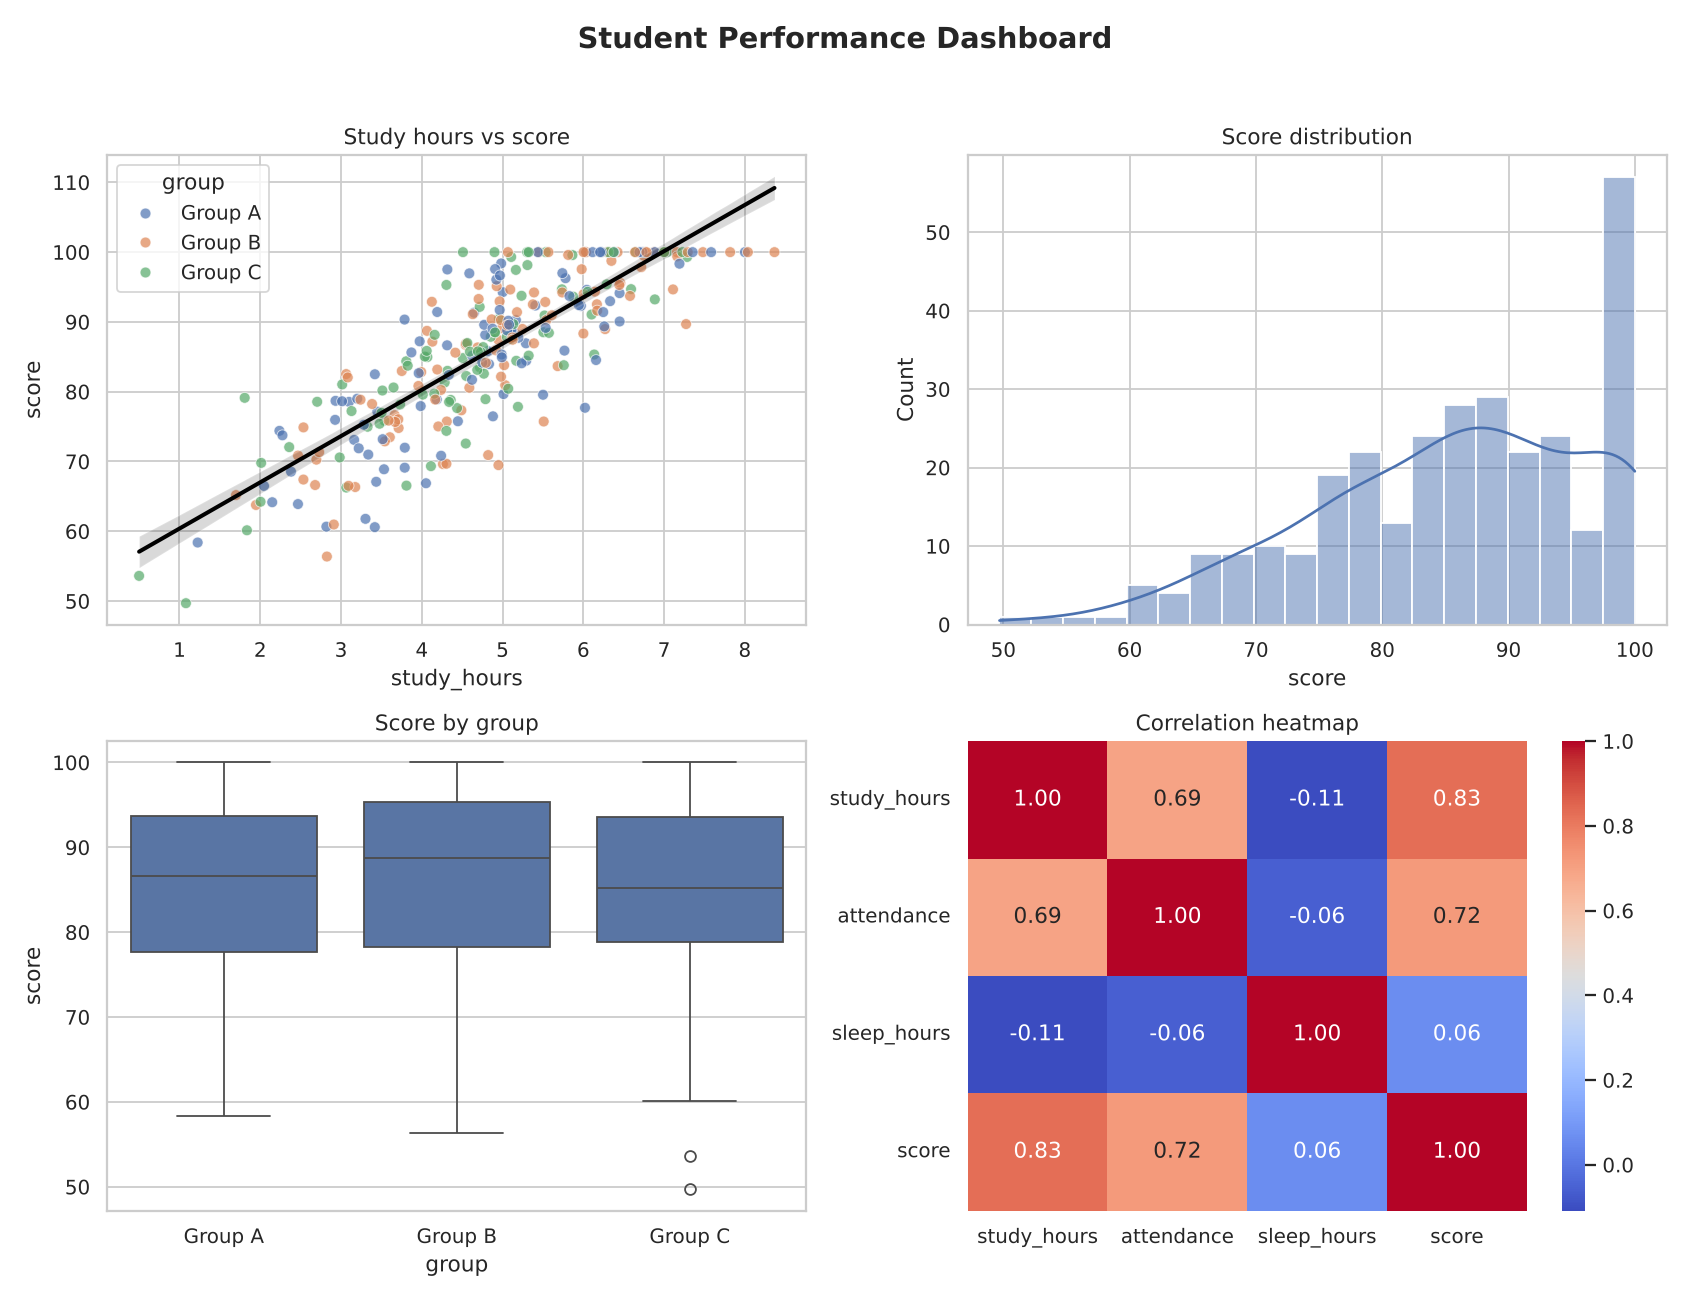 Student Performance Dashboard
Study hours vs score
group
Group A
Group B
Group C
110
100
90
80
70
60
50
score
1 2 3 4 5 6 7 8
study_hours
Score distribution
50
40
30
20
10
0
Count
50 60 70 80 90 100
score
Score by group
100
90
80
70
60
50
score
Group A Group B Group C
group
Correlation heatmap
study_hours 1.00 0.69 -0.11 0.83
attendance 0.69 1.00 -0.06 0.72
sleep_hours -0.11 -0.06 1.00 0.06
score 0.83 0.72 0.06 1.00
study_hours attendance sleep_hours score
1.0
0.8
0.6
0.4
0.2
0.0